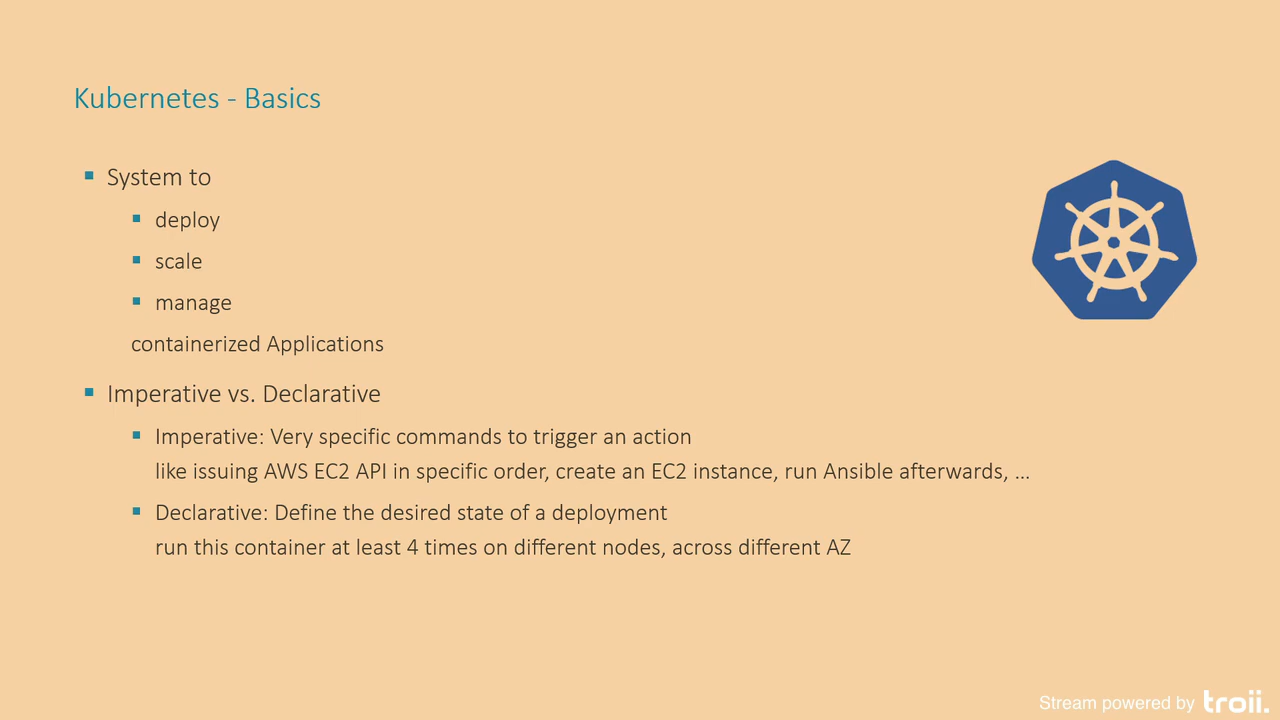 Kubernetes - Basics
System to
deploy
scale
manage
containerized Applications
Imperative vs. Declarative
Imperative: Very specific commands to trigger an action
like issuing AWS EC2 API in specific order, create an EC2 instance, run Ansible afterwards, ...
Declarative: Define the desired state of a deployment
run this container at least 4 times on different nodes, across different AZ
Stream powered by troii.